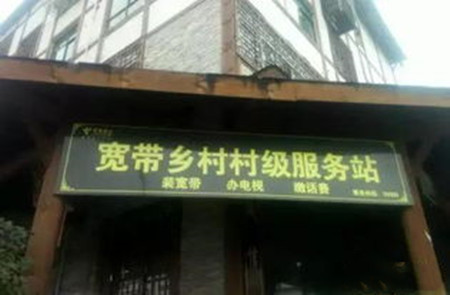 宽带乡村村级服务站
装宽带 办电视 缴话费